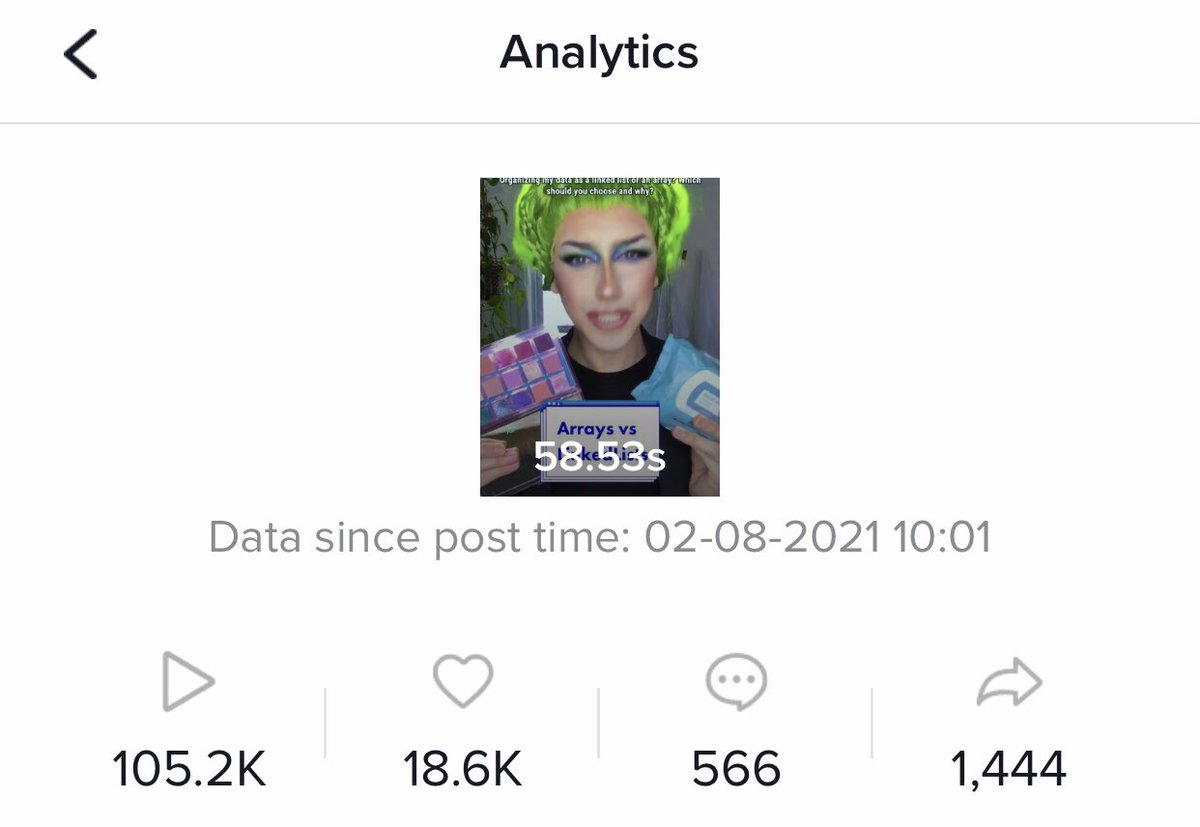 Analytics
Organizing my data as a linked list or an array? Which
should you choose and why?
Arrays vs
58.53s
Data since post time: 02-08-2021 10:01
105.2K
18.6K
566
1,444